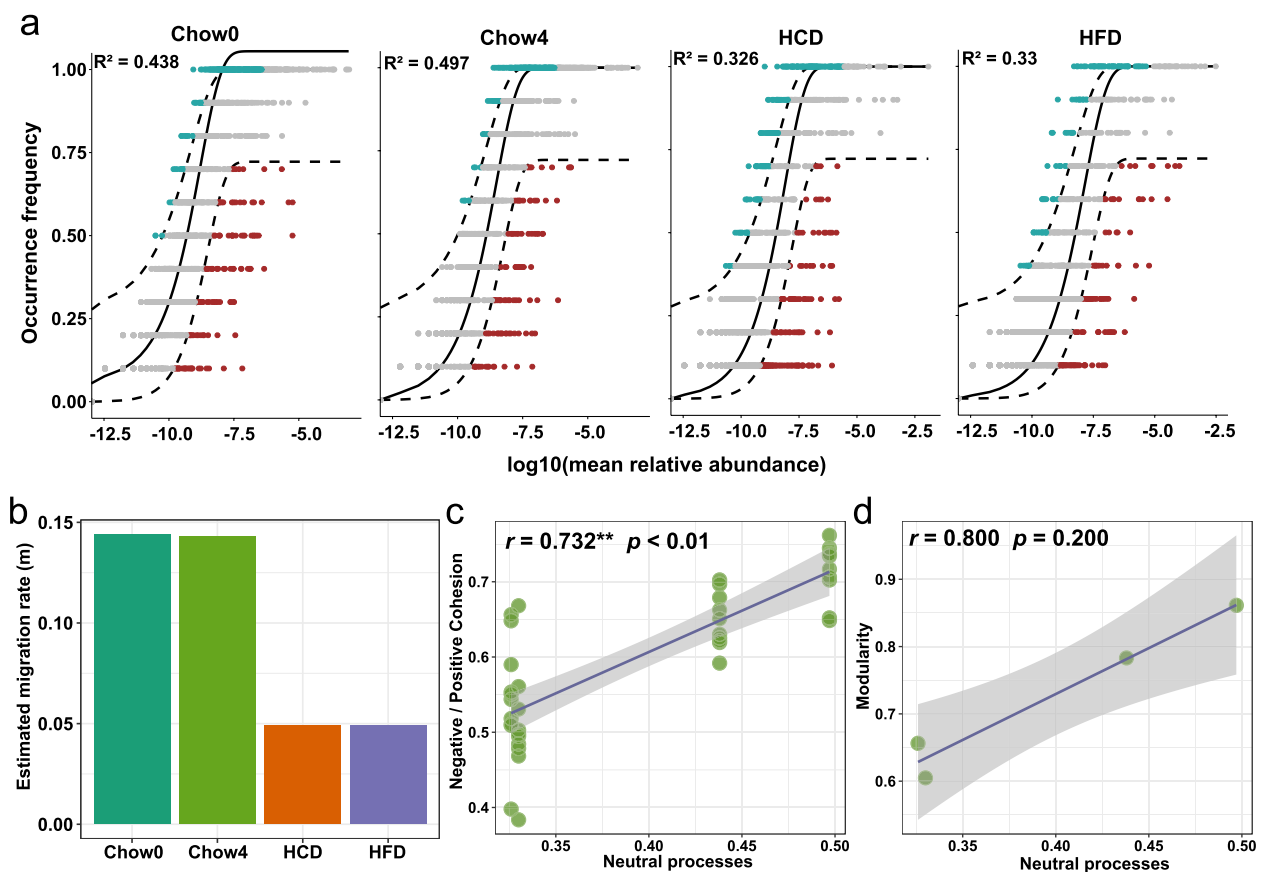 a
Chow0
Chow4
HCD
HFD
R² = 0.438
R² = 0.497
R² = 0.326
R² = 0.33
Occurrence frequency
1.00
0.75
0.50
0.25
0.00
-12.5 -10.0 -7.5 -5.0
-12.5 -10.0 -7.5 -5.0
-12.5 -10.0 -7.5 -5.0 -2.5
-12.5 -10.0 -7.5 -5.0 -2.5
log10(mean relative abundance)
b
Estimated migration rate (m)
0.15
0.10
0.05
0.00
Chow0 Chow4 HCD HFD
c
r = 0.732** p < 0.01
Negative / Positive Cohesion
0.7
0.6
0.5
0.4
0.35 0.40 0.45 0.50
Neutral processes
d
r = 0.800 p = 0.200
Modularity
0.9
0.8
0.7
0.6
0.35 0.40 0.45 0.50
Neutral processes